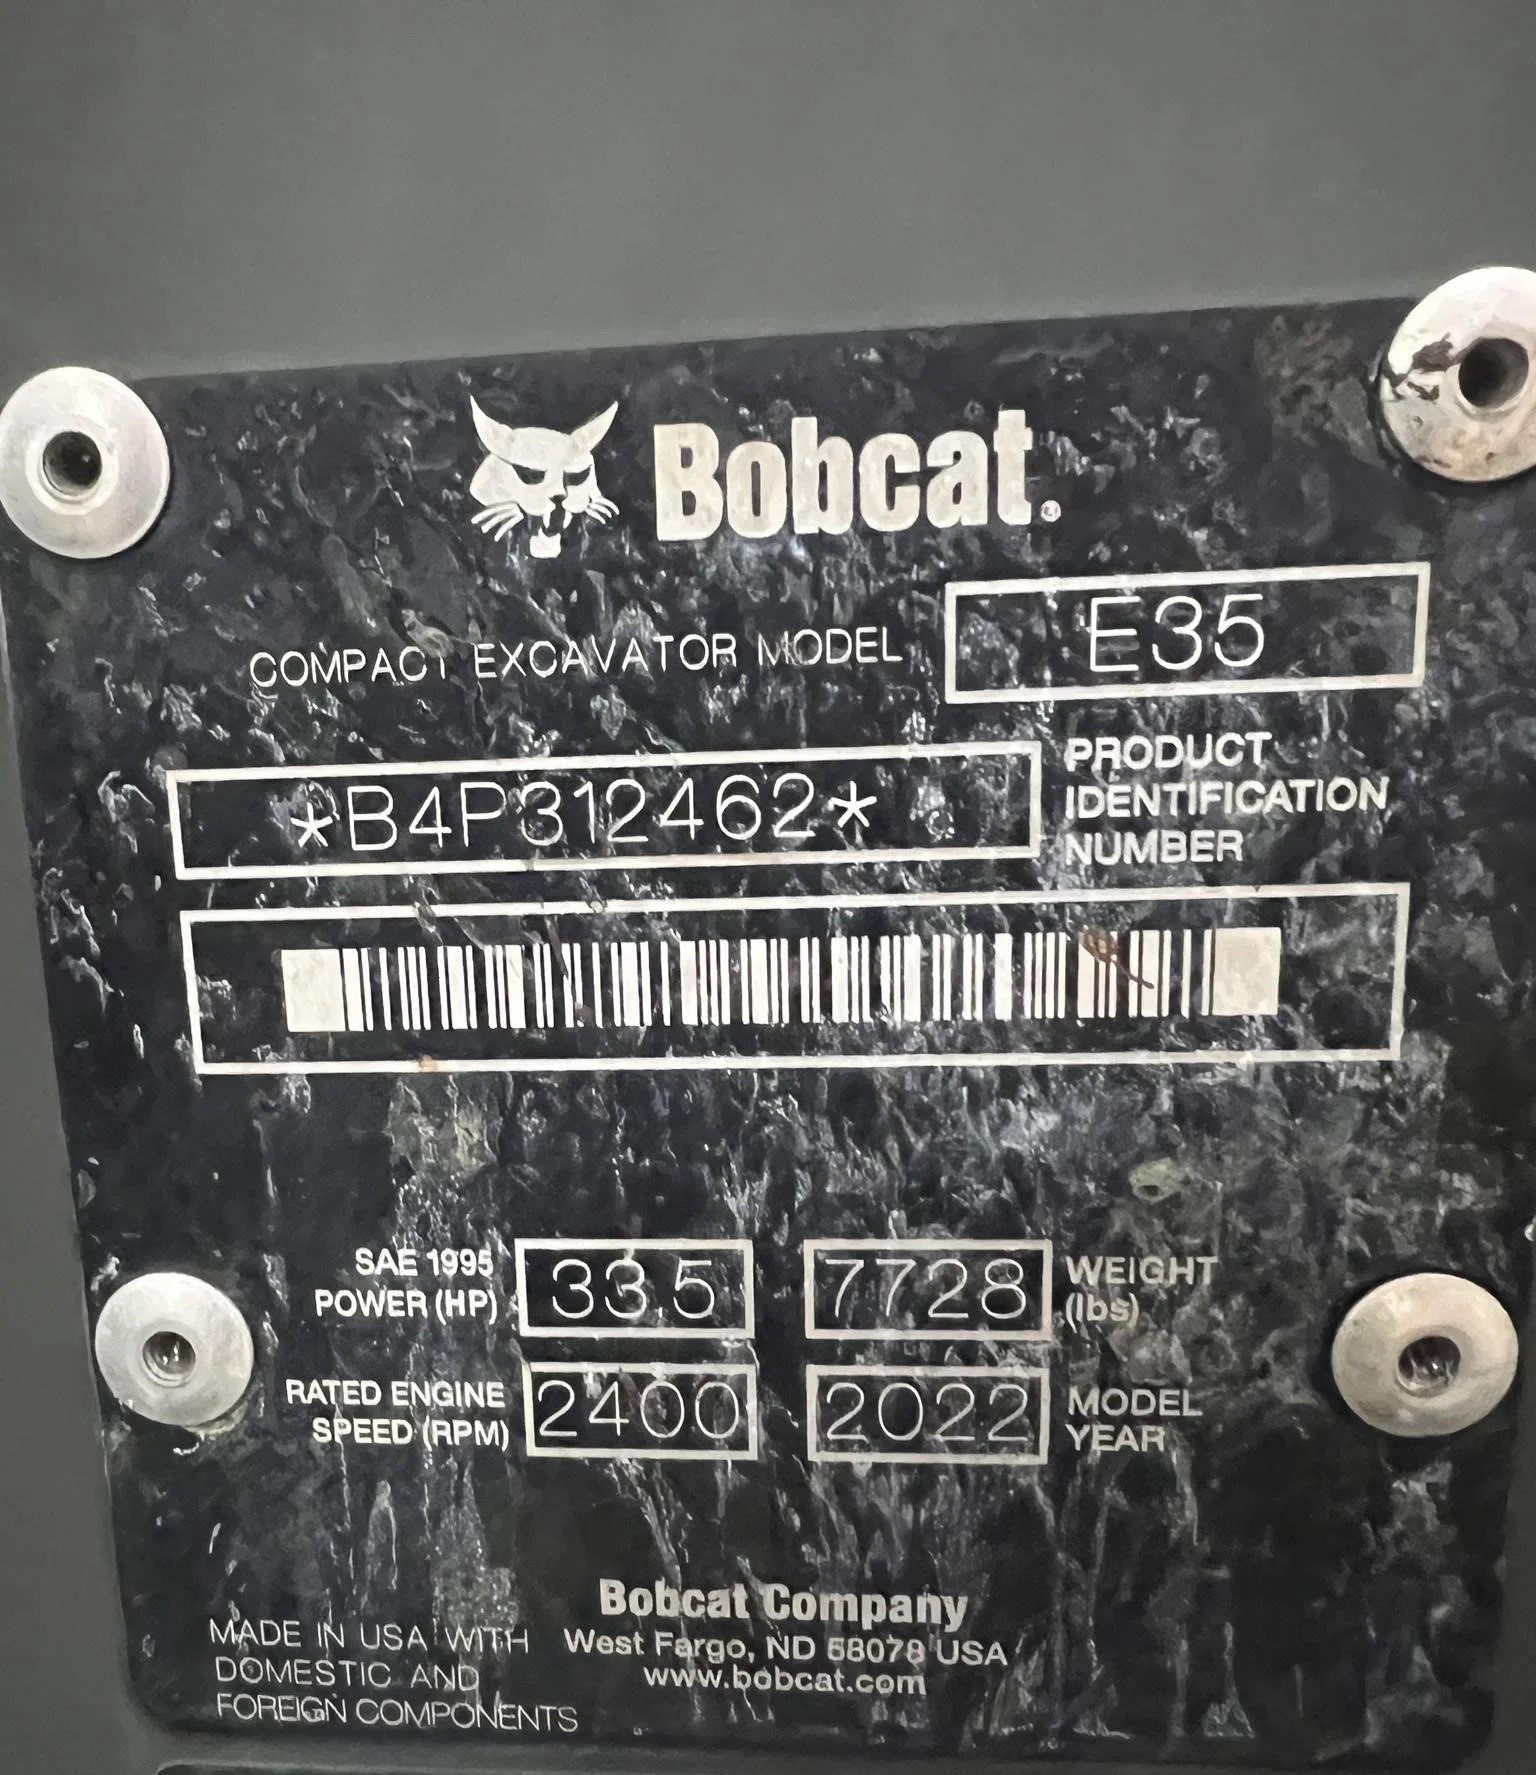 Bobcat®
COMPACT EXCAVATOR MODEL E35
*B4P312462*
PRODUCT
IDENTIFICATION
NUMBER
SAE 1995
POWER (HP)
33.5
7728
WEIGHT
(lbs)
RATED ENGINE
SPEED (RPM)
2400
2022
MODEL
YEAR
Bobcat Company
West Fargo, ND 58078 USA
www.bobcat.com
MADE IN USA WITH
DOMESTIC AND
FOREIGN COMPONENTS